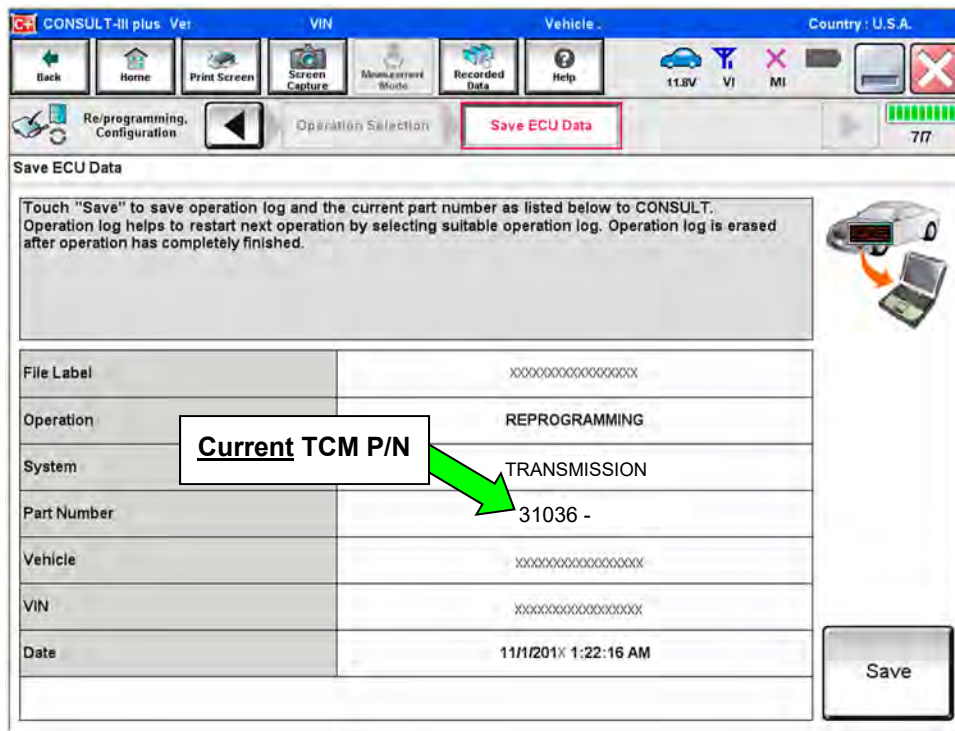 C+ CONSULT-III plus Ver VIN Vehicle . Country : U.S.A.
Back Home Print Screen Screen Capture Measurement Mode Recorded Data Help 11.8V VI MI
Re/programming, Configuration Operation Selection Save ECU Data 7/7
Save ECU Data
Touch "Save" to save operation log and the current part number as listed below to CONSULT.
Operation log helps to restart next operation by selecting suitable operation log. Operation log is erased
after operation has completely finished.
File Label XXXXXXXXXXXXXXXXX
Operation REPROGRAMMING
Current TCM P/N
System TRANSMISSION
Part Number 31036 -
Vehicle XXXXXXXXXXXXXXXXX
VIN XXXXXXXXXXXXXXXXX
Date 11/1/201X 1:22:16 AM
Save